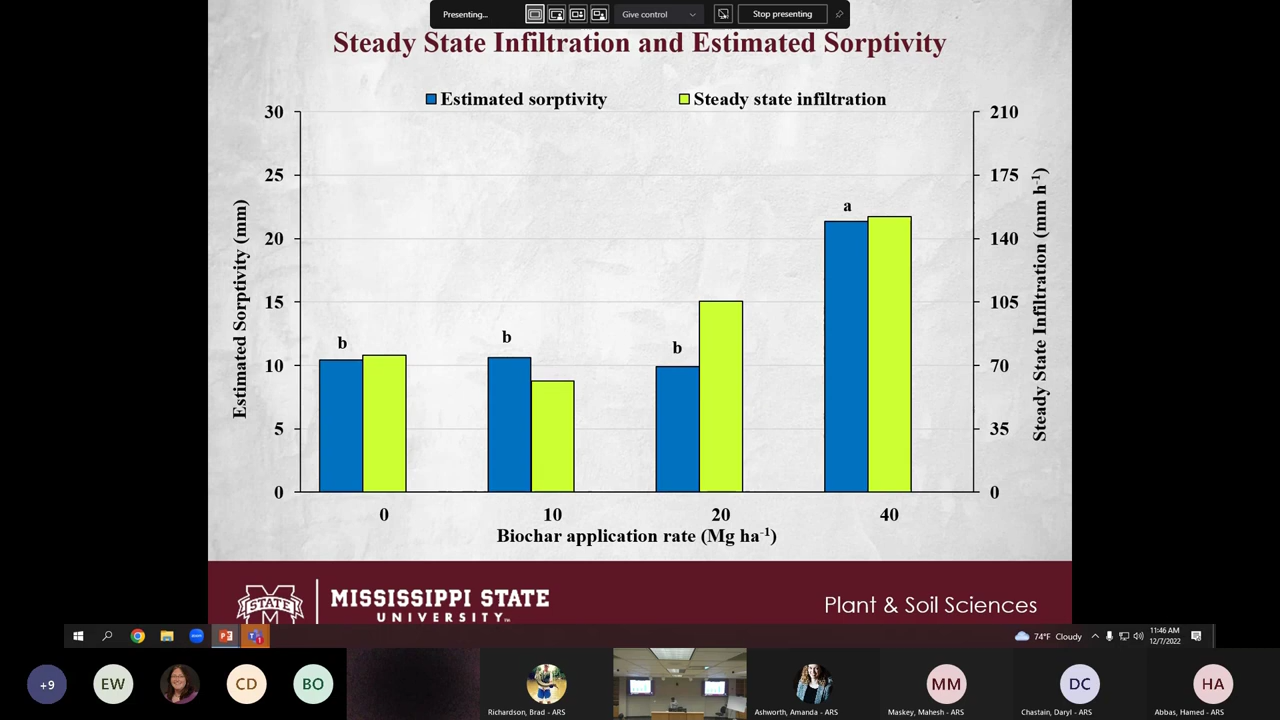 Presenting...
Give control
Stop presenting
Steady State Infiltration and Estimated Sorptivity
Estimated sorptivity
Steady state infiltration
30
25
20
15
10
5
0
Estimated Sorptivity (mm)
b
b
b
a
210
175
140
105
70
35
0
Steady State Infiltration (mm h-1)
0
10
20
40
Biochar application rate (Mg ha-1)
STATE
M
MISSISSIPPI STATE
UNIVERSITY™
Plant & Soil Sciences
74°F Cloudy
11:46 AM
12/7/2022
+9
EW
CD
BO
Richardson, Brad - ARS
Ashworth, Amanda - ARS
MM
Maskey, Mahesh - ARS
DC
Chastain, Daryl - ARS
HA
Abbas, Hamed - ARS